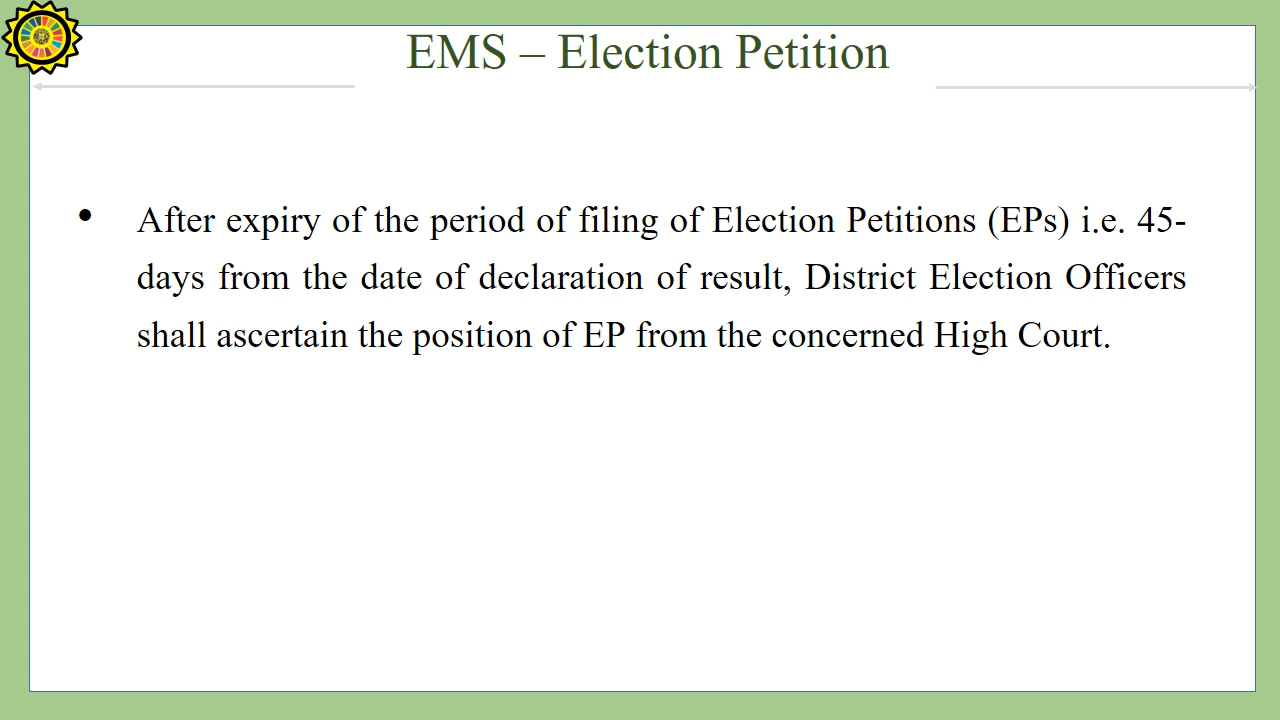 EMS – Election Petition
• After expiry of the period of filing of Election Petitions (EPs) i.e. 45-
days from the date of declaration of result, District Election Officers
shall ascertain the position of EP from the concerned High Court.